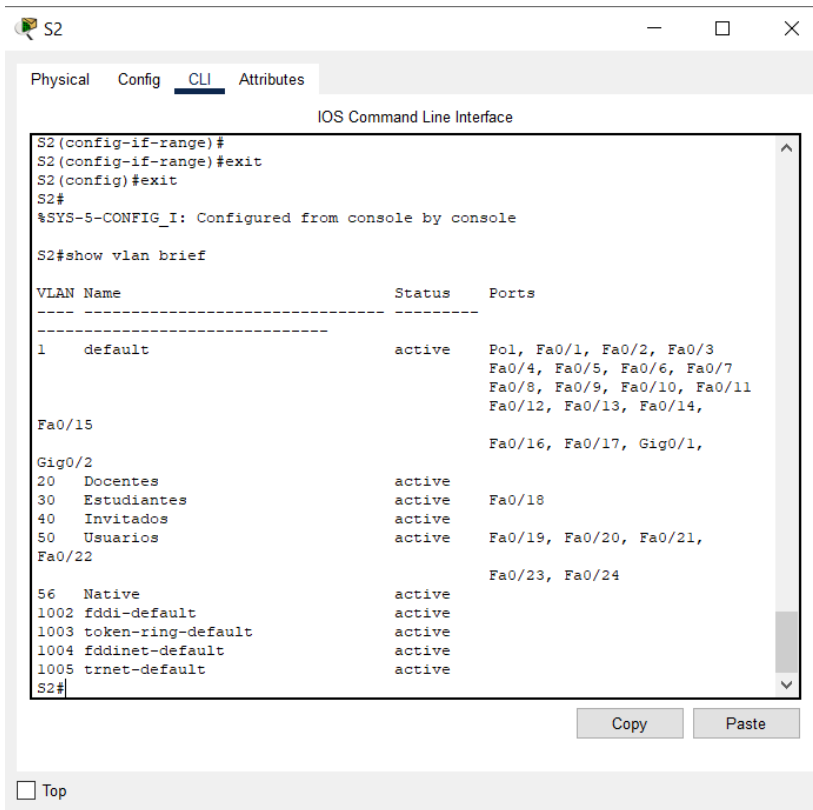 S2
Physical Config CLI Attributes
IOS Command Line Interface
S2(config-if-range)#
S2(config-if-range)#exit
S2(config)#exit
S2#
%SYS-5-CONFIG_I: Configured from console by console
S2#show vlan brief
VLAN Name Status Ports
---- -------------------------------- ---------
-------------------------------
1 default active Po1, Fa0/1, Fa0/2, Fa0/3
Fa0/4, Fa0/5, Fa0/6, Fa0/7
Fa0/8, Fa0/9, Fa0/10, Fa0/11
Fa0/12, Fa0/13, Fa0/14,
Fa0/15
Fa0/16, Fa0/17, Gig0/1,
Gig0/2
20 Docentes active
30 Estudiantes active Fa0/18
40 Invitados active
50 Usuarios active Fa0/19, Fa0/20, Fa0/21,
Fa0/22
Fa0/23, Fa0/24
56 Native active
1002 fddi-default active
1003 token-ring-default active
1004 fddinet-default active
1005 trnet-default active
S2#
Copy Paste
Top